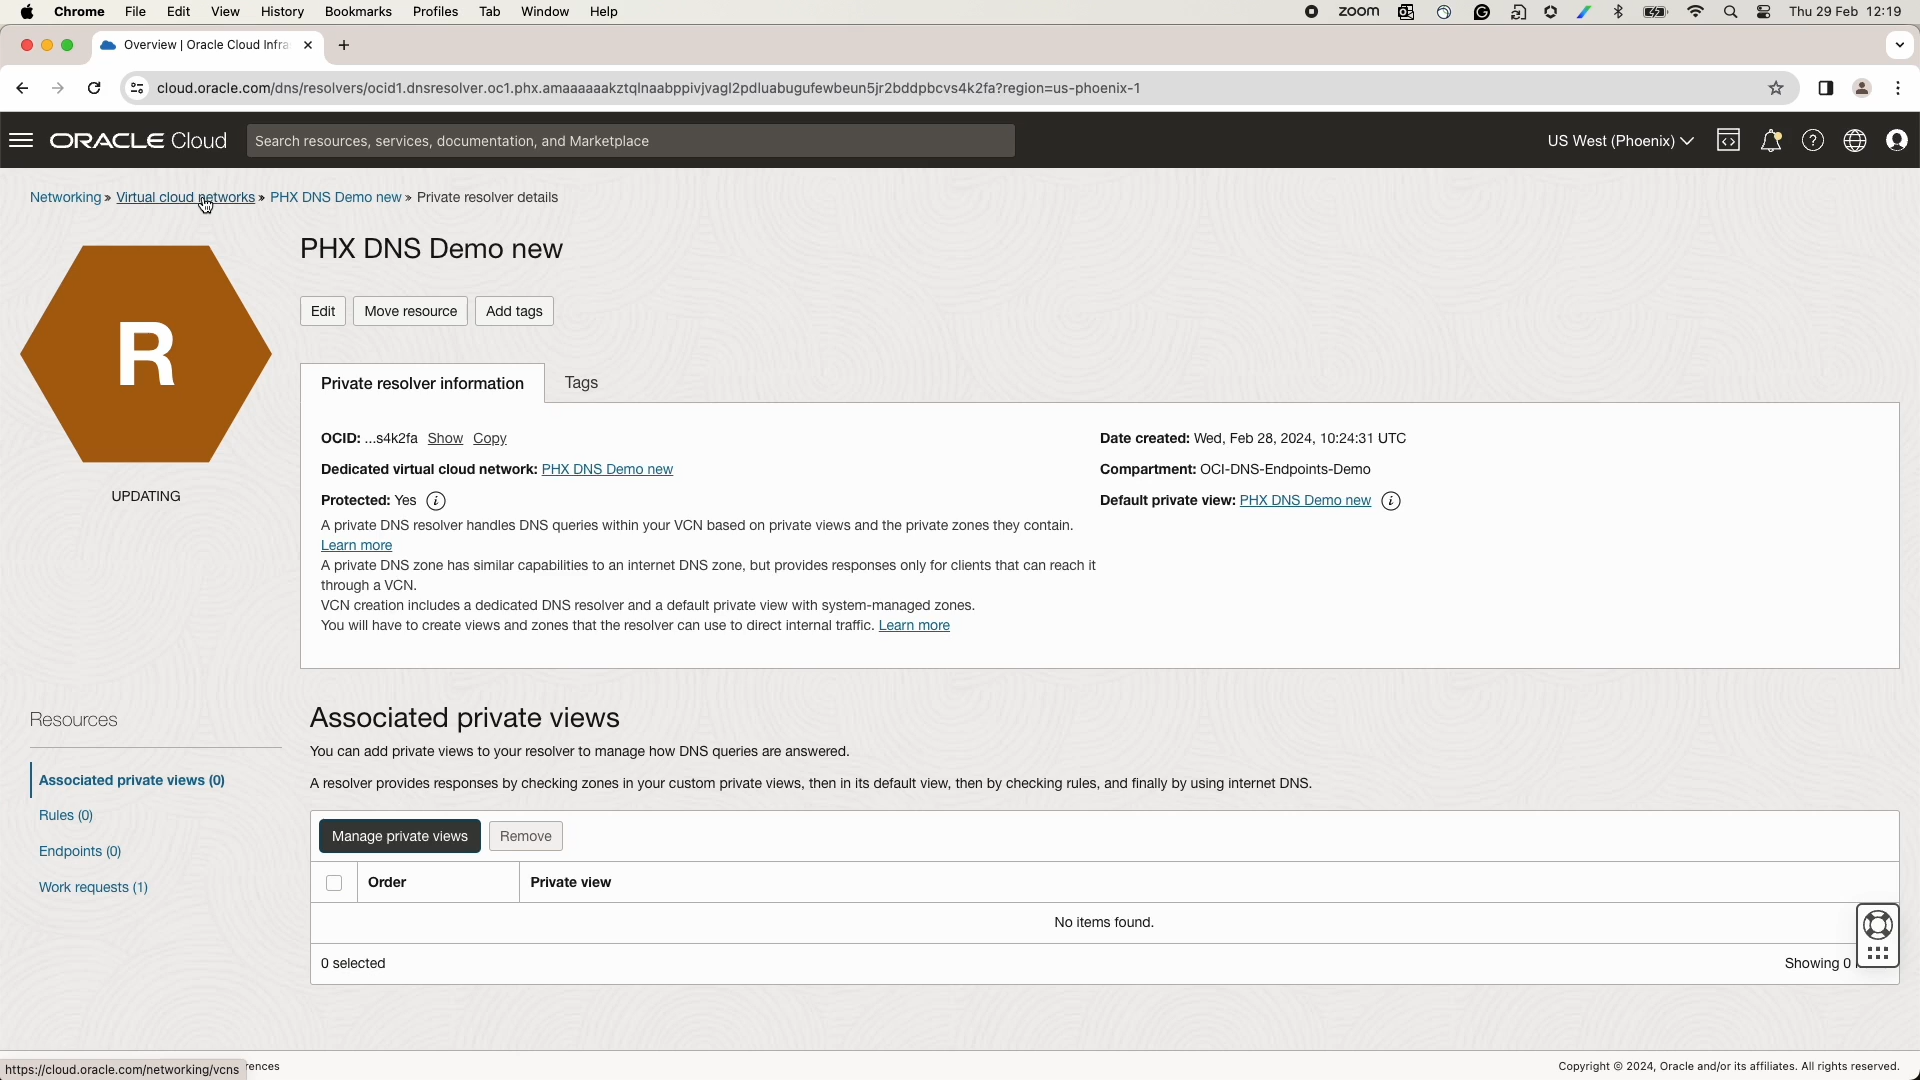 Chrome File Edit View History Bookmarks Profiles Tab Window Help zoom Thu 29 Feb 12:19
Overview | Oracle Cloud Infra
cloud.oracle.com/dns/resolvers/ocid1.dnsresolver.oc1.phx.amaaaaaakztqlnaabppivjvagl2pdluabugufewbeun5jr2bddpbcvs4k2fa?region=us-phoenix-1
ORACLE Cloud Search resources, services, documentation, and Marketplace US West (Phoenix)
Networking » Virtual cloud networks » PHX DNS Demo new » Private resolver details
R
UPDATING
PHX DNS Demo new
Edit Move resource Add tags
Private resolver information Tags
OCID: ...s4k2fa Show Copy
Dedicated virtual cloud network: PHX DNS Demo new
Protected: Yes
A private DNS resolver handles DNS queries within your VCN based on private views and the private zones they contain.
Learn more
A private DNS zone has similar capabilities to an internet DNS zone, but provides responses only for clients that can reach it
through a VCN.
VCN creation includes a dedicated DNS resolver and a default private view with system-managed zones.
You will have to create views and zones that the resolver can use to direct internal traffic. Learn more
Date created: Wed, Feb 28, 2024, 10:24:31 UTC
Compartment: OCI-DNS-Endpoints-Demo
Default private view: PHX DNS Demo new
Resources
Associated private views (0)
Rules (0)
Endpoints (0)
Work requests (1)
Associated private views
You can add private views to your resolver to manage how DNS queries are answered.
A resolver provides responses by checking zones in your custom private views, then in its default view, then by checking rules, and finally by using internet DNS.
Manage private views Remove
Order Private view
No items found.
0 selected Showing 0
https://cloud.oracle.com/networking/vcns rences Copyright © 2024, Oracle and/or its affiliates. All rights reserved.